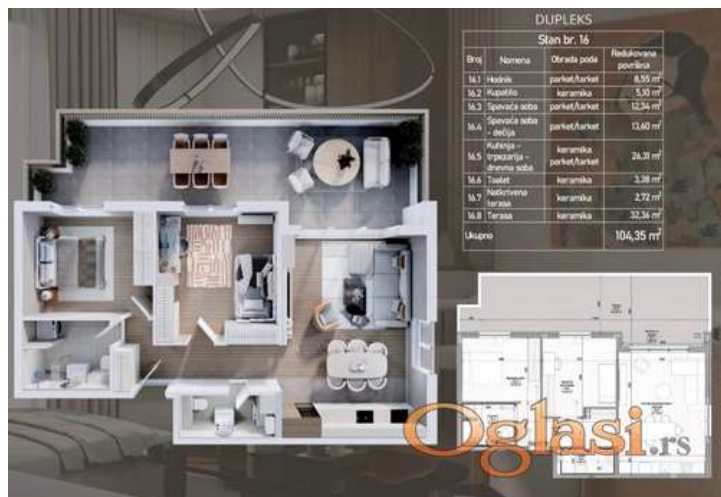 DUPLEKS
Stan br. 16
Broj Namena Obrada poda Redukovana površina
16.1 Hodnik parket/tarket 8,55 m²
16.2 Kupatilo keramika 5,10 m²
16.3 Spavaća soba parket/tarket 12,34 m²
16.4 Spavaća soba - dečija parket/tarket 13,60 m²
16.5 Kuhinja – trpezarija – dnevna soba keramika parket/tarket 26,31 m²
16.6 Toalet keramika 3,38 m²
16.7 Natkrivena terasa keramika 2,72 m²
16.8 Terasa keramika 32,36 m²
Ukupno 104,35 m²
Oglasi.rs